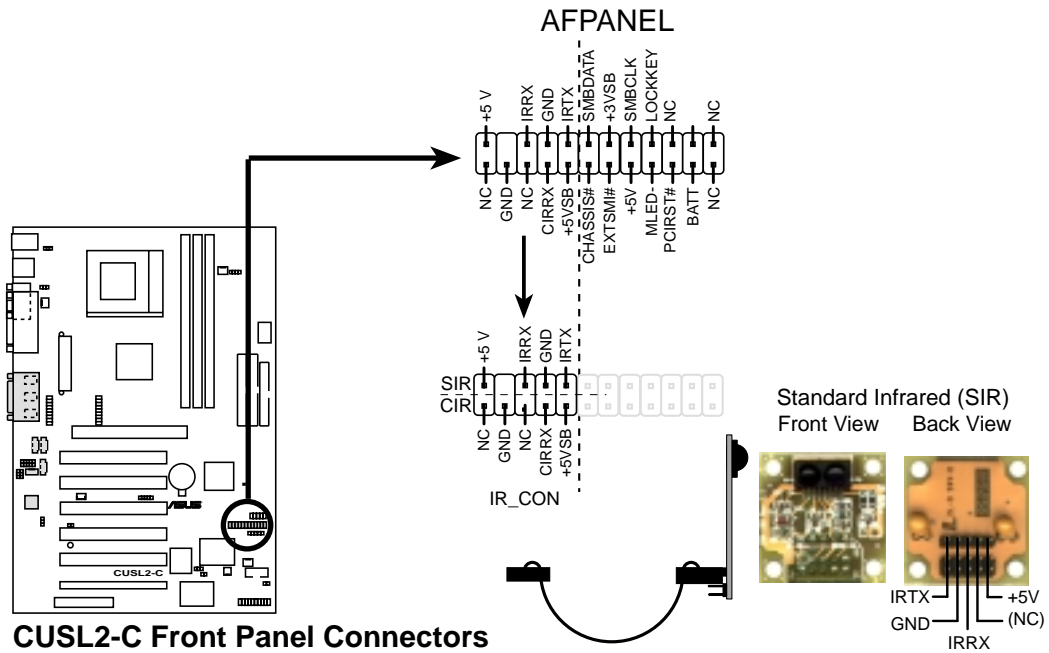 AFPANEL
+5 V
IRRX
GND
IRTX
SMBDATA
+3VSB
SMBCLK
LOCKKEY
NC
NC
NC
GND
NC
CIRRX
+5VSB
CHASSIS#
EXTSMI#
+5V
MLED-
PCIRST#
BATT
NC
+5 V
IRRX
GND
IRTX
SIR
CIR
NC
GND
NC
CIRRX
+5VSB
IR_CON
Standard Infrared (SIR)
Front View Back View
IRTX
GND
IRRX
+5V
(NC)
ASUS
CUSL2-C
CUSL2-C Front Panel Connectors